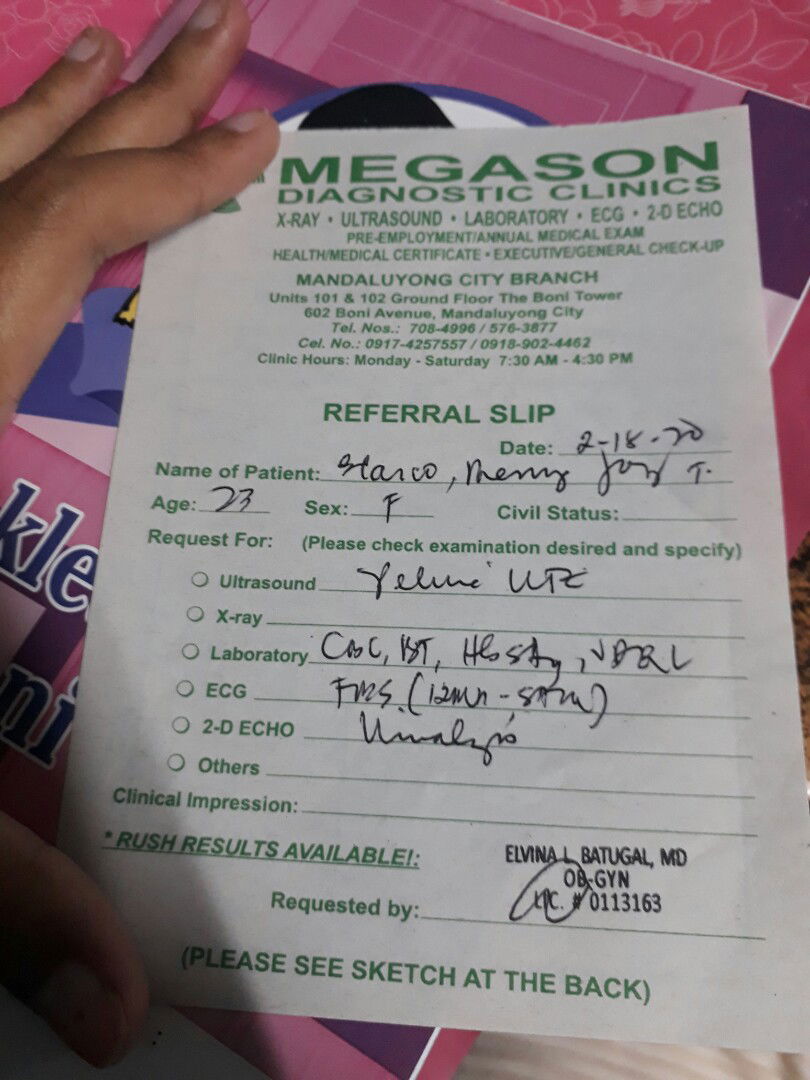 MEGASON
DIAGNOSTIC CLINICS
X-RAY • ULTRASOUND • LABORATORY • ECG • 2-D ECHO
PRE-EMPLOYMENT/ANNUAL MEDICAL EXAM
HEALTH/MEDICAL CERTIFICATE • EXECUTIVE/GENERAL CHECK-UP
MANDALUYONG CITY BRANCH
Units 101 & 102 Ground Floor The Boni Tower
602 Boni Avenue, Mandaluyong City
Tel. Nos.: 708-4996 / 576-3877
Cel. No.: 0917-4257557 / 0918-902-4462
Clinic Hours: Monday - Saturday 7:30 AM - 4:30 PM
REFERRAL SLIP
Date: 2-18-20
Name of Patient: Joy T.
Age: 23 Sex: F Civil Status:
Request For: (Please check examination desired and specify)
Ultrasound Pelvic UTZ
X-ray
Laboratory CBC, BT, HbsAg, VDRL
ECG FBS
2-D ECHO Urinalysis
Others
Clinical Impression:
* RUSH RESULTS AVAILABLE!:
ELVINA L. BATUGAL, MD
OB-GYN
LIC. # 0113163
Requested by:
(PLEASE SEE SKETCH AT THE BACK)
kle
ni